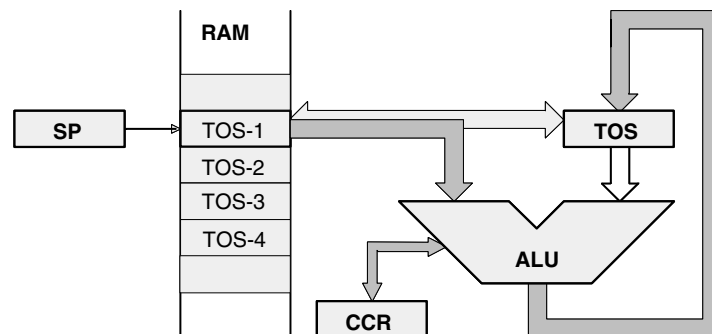 RAM
SP
TOS-1
TOS
TOS-2
TOS-3
TOS-4
ALU
CCR